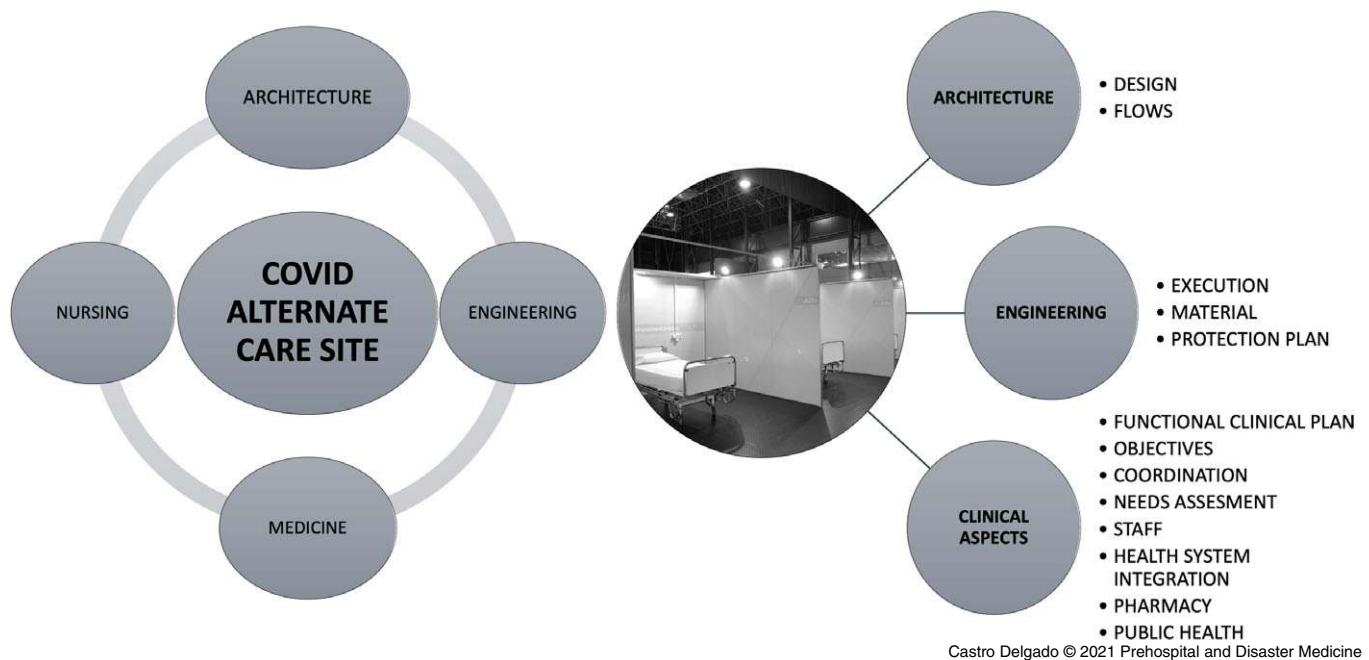 ARCHITECTURE
COVID
ALTERNATE
CARE SITE
NURSING
ENGINEERING
MEDICINE
ARCHITECTURE
• DESIGN
• FLOWS
ENGINEERING
• EXECUTION
• MATERIAL
• PROTECTION PLAN
CLINICAL
ASPECTS
• FUNCTIONAL CLINICAL PLAN
• OBJECTIVES
• COORDINATION
• NEEDS ASSESMENT
• STAFF
• HEALTH SYSTEM
INTEGRATION
• PHARMACY
• PUBLIC HEALTH
Castro Delgado © 2021 Prehospital and Disaster Medicine